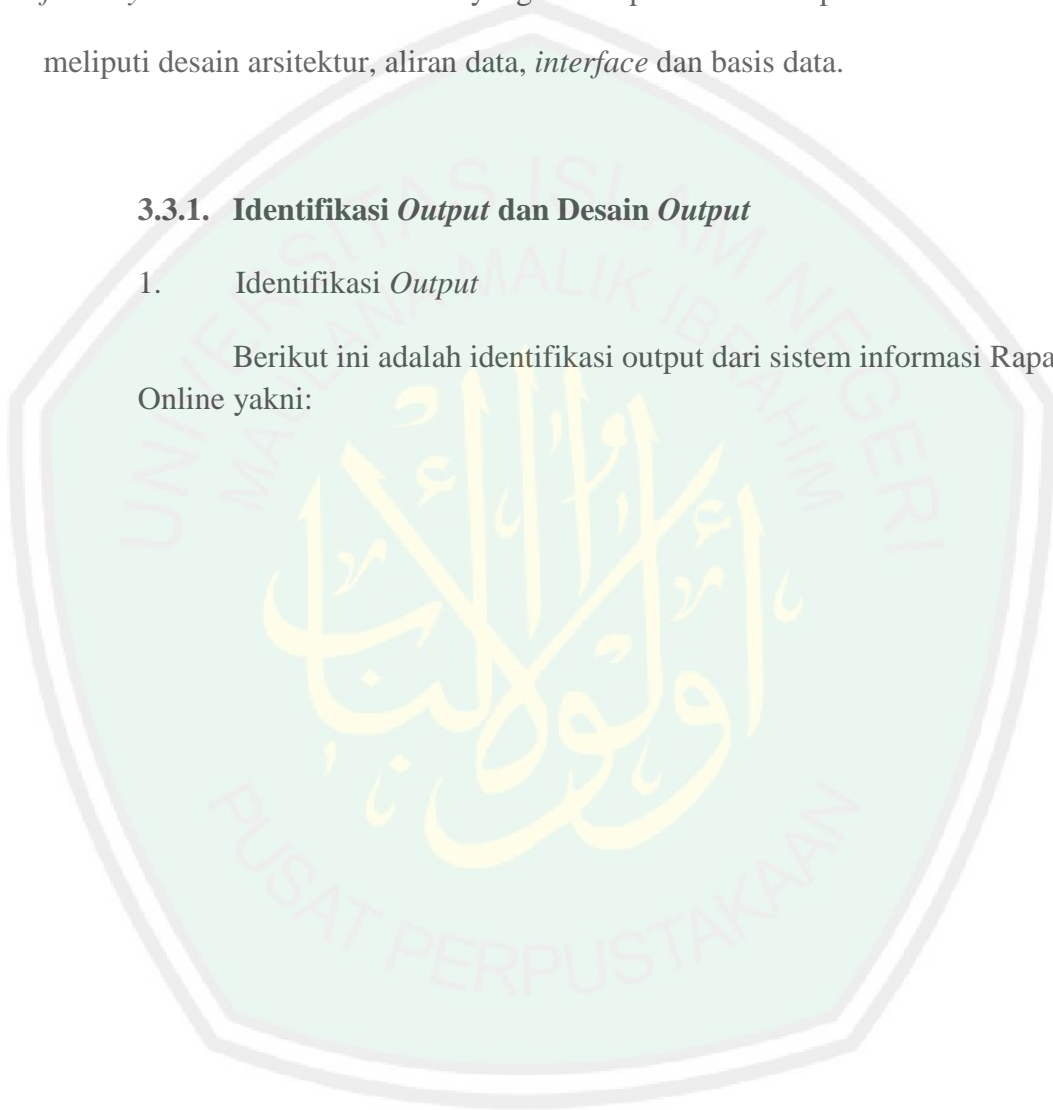 meliputi desain arsitektur, aliran data, interface dan basis data.
3.3.1. Identifikasi Output dan Desain Output
1. Identifikasi Output
Berikut ini adalah identifikasi output dari sistem informasi
Online yakni:
UNIVERSITAS ISLAM NEGERI
MAULANA MALIK IBRAHIM
أولوا الألباب
PUSAT PERPUSTAKAAN